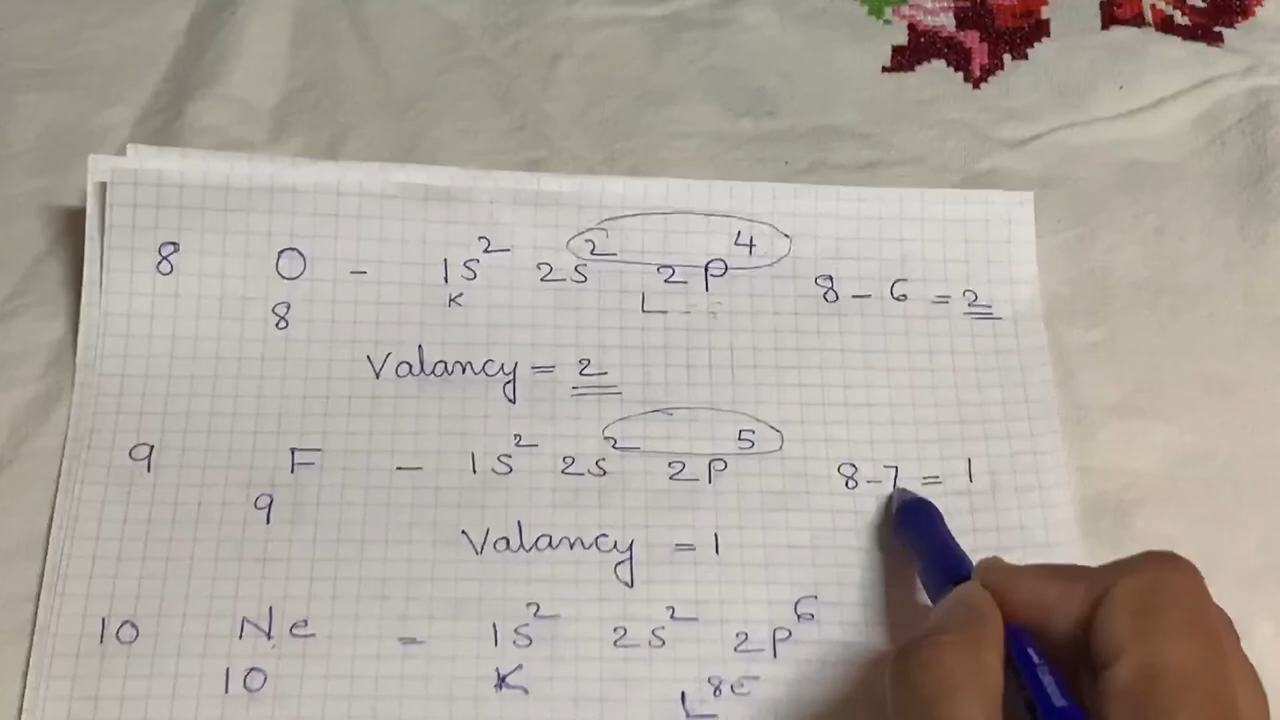 8 O - 1s² 2s² 2p⁴ 8 - 6 = 2
8 K L
Valancy = 2
9 F - 1s² 2s² 2p⁵ 8-7 = 1
9
Valancy = 1
10 Ne - 1s² 2s² 2p⁶
10 K L 8e